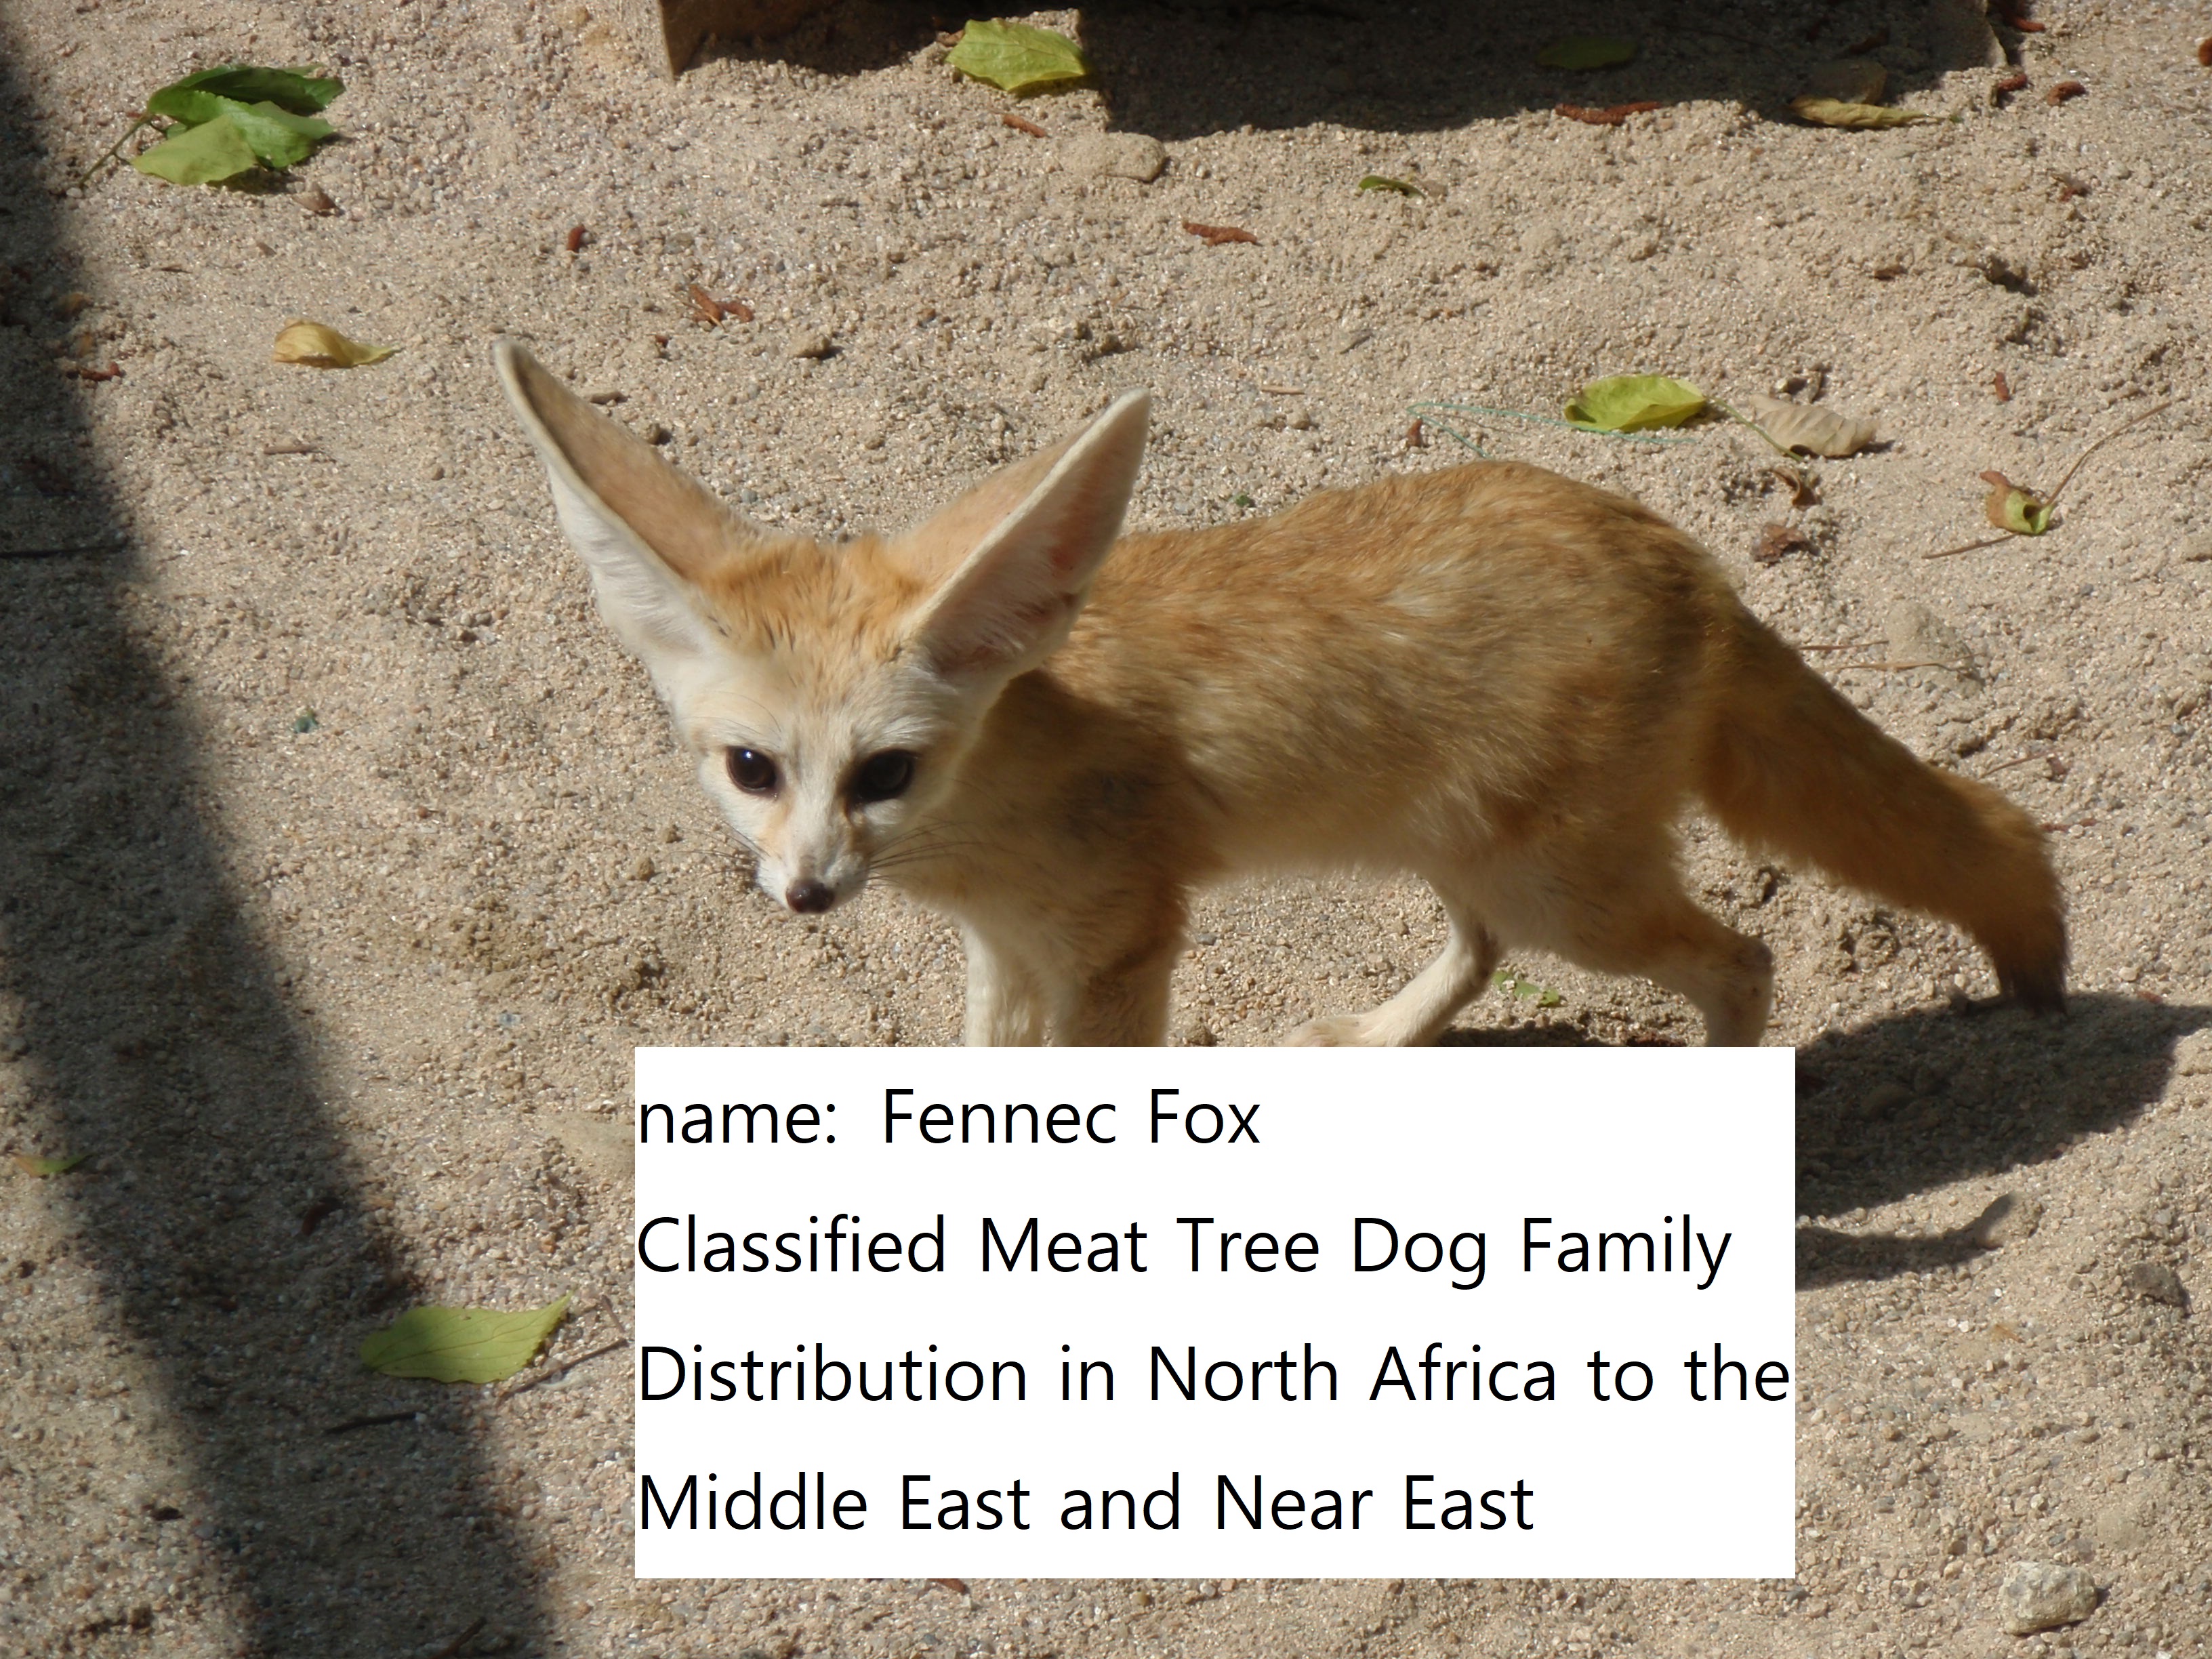 name: Fennec Fox
Classified Meat Tree Dog Family
Distribution in North Africa to the
Middle East and Near East